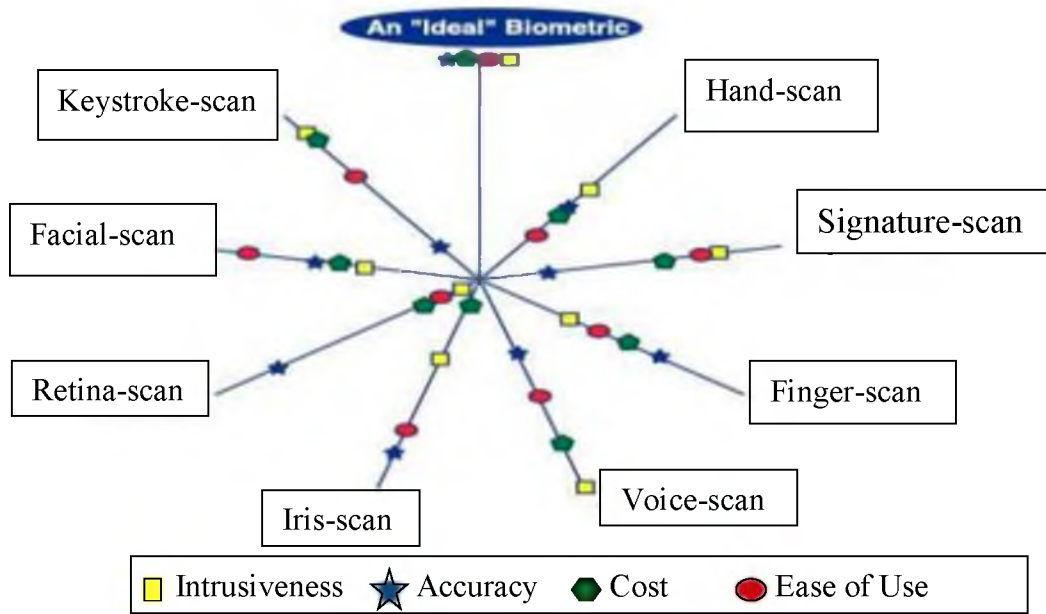 An "Ideal" Biometric
Keystroke-scan
Hand-scan
Facial-scan
Signature-scan
Retina-scan
Finger-scan
Iris-scan
Voice-scan
Intrusiveness Accuracy Cost Ease of Use